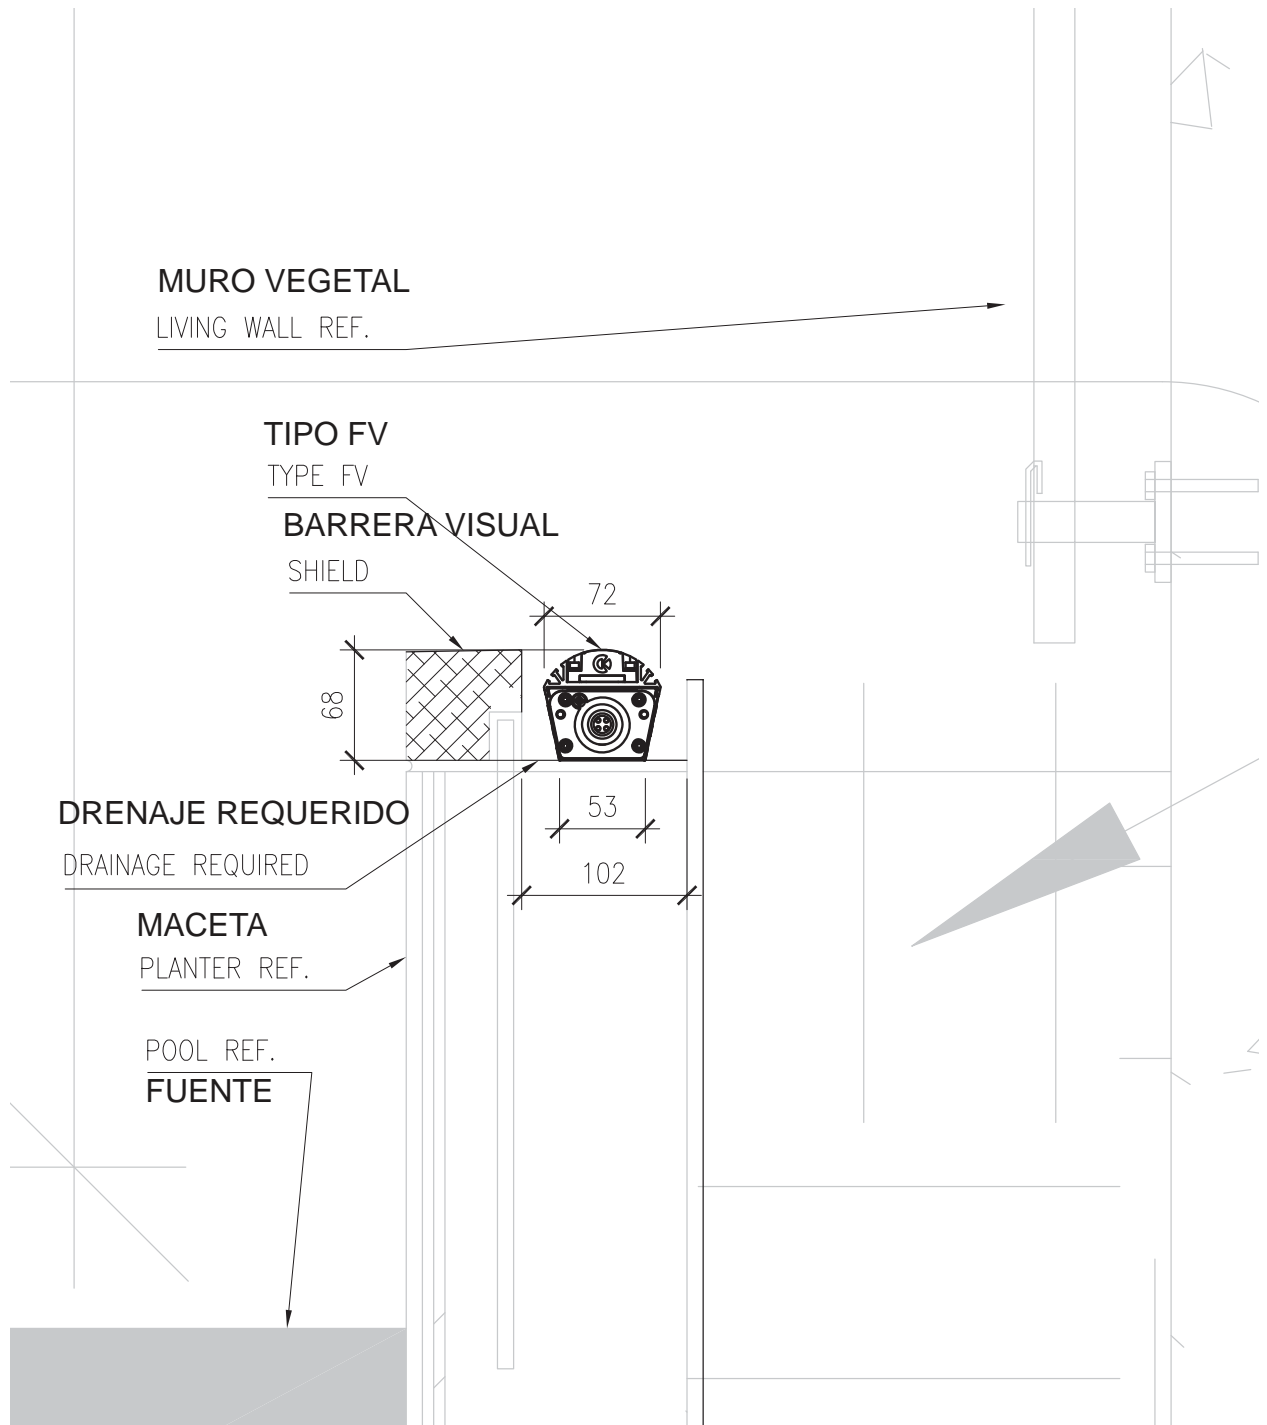 MURO VEGETAL
LIVING WALL REF.
TIPO FV
TYPE FV
BARRERA VISUAL
SHIELD
72
68
53
DRENAJE REQUERIDO
DRAINAGE REQUIRED
102
MACETA
PLANTER REF.
POOL REF.
FUENTE